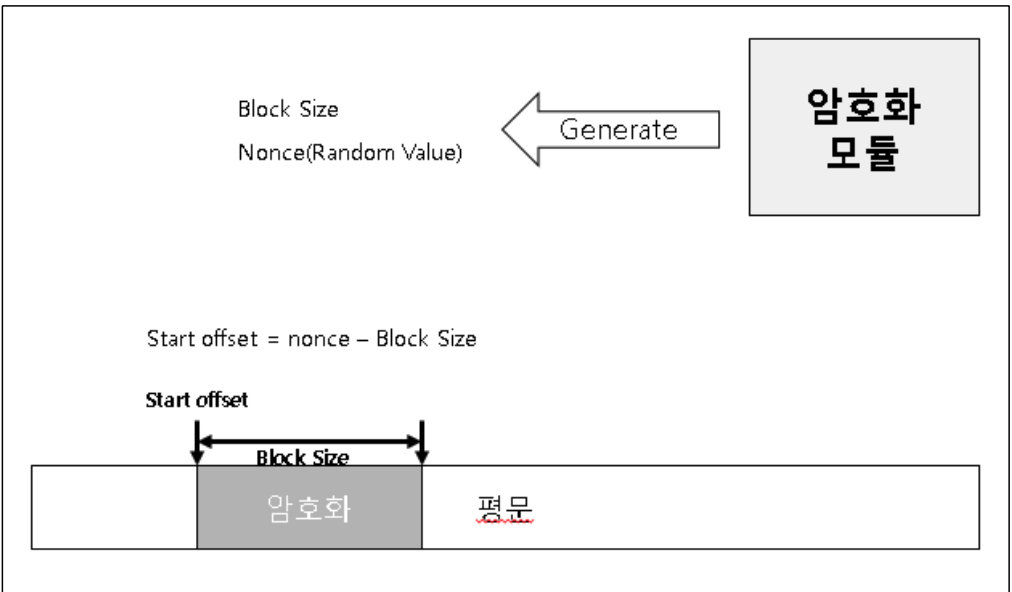 Block Size
Nonce(Random Value)
Generate
암호화
모듈
Start offset = nonce – Block Size
Start offset
Block Size
암호화
평문